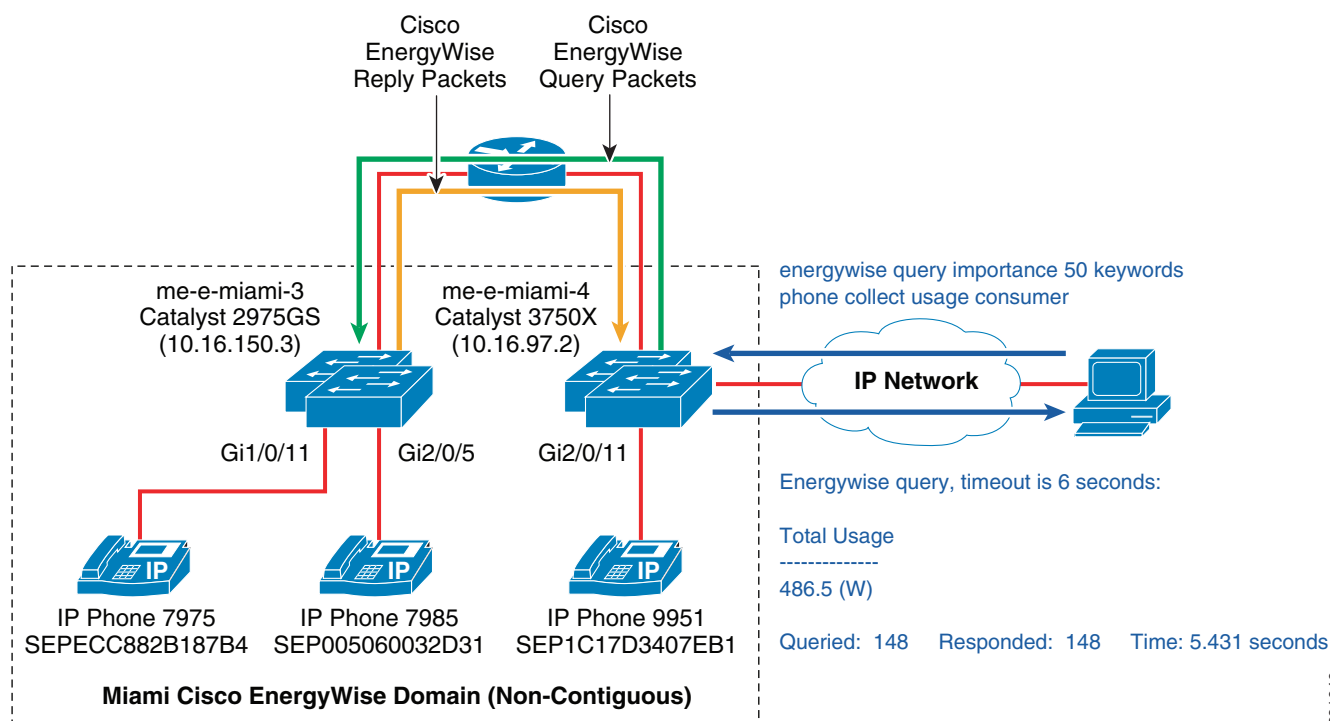 Cisco
EnergyWise
Reply Packets
Cisco
EnergyWise
Query Packets
me-e-miami-3
Catalyst 2975GS
(10.16.150.3)
me-e-miami-4
Catalyst 3750X
(10.16.97.2)
energywise query importance 50 keywords
phone collect usage consumer
IP Network
Gi1/0/11
Gi2/0/5
Gi2/0/11
Energywise query, timeout is 6 seconds:
Total Usage
---------------
486.5 (W)
Queried: 148 Responded: 148 Time: 5.431 seconds
IP
IP
IP
IP Phone 7975
SEPECC882B187B4
IP Phone 7985
SEP005060032D31
IP Phone 9951
SEP1C17D3407EB1
Miami Cisco EnergyWise Domain (Non-Contiguous)